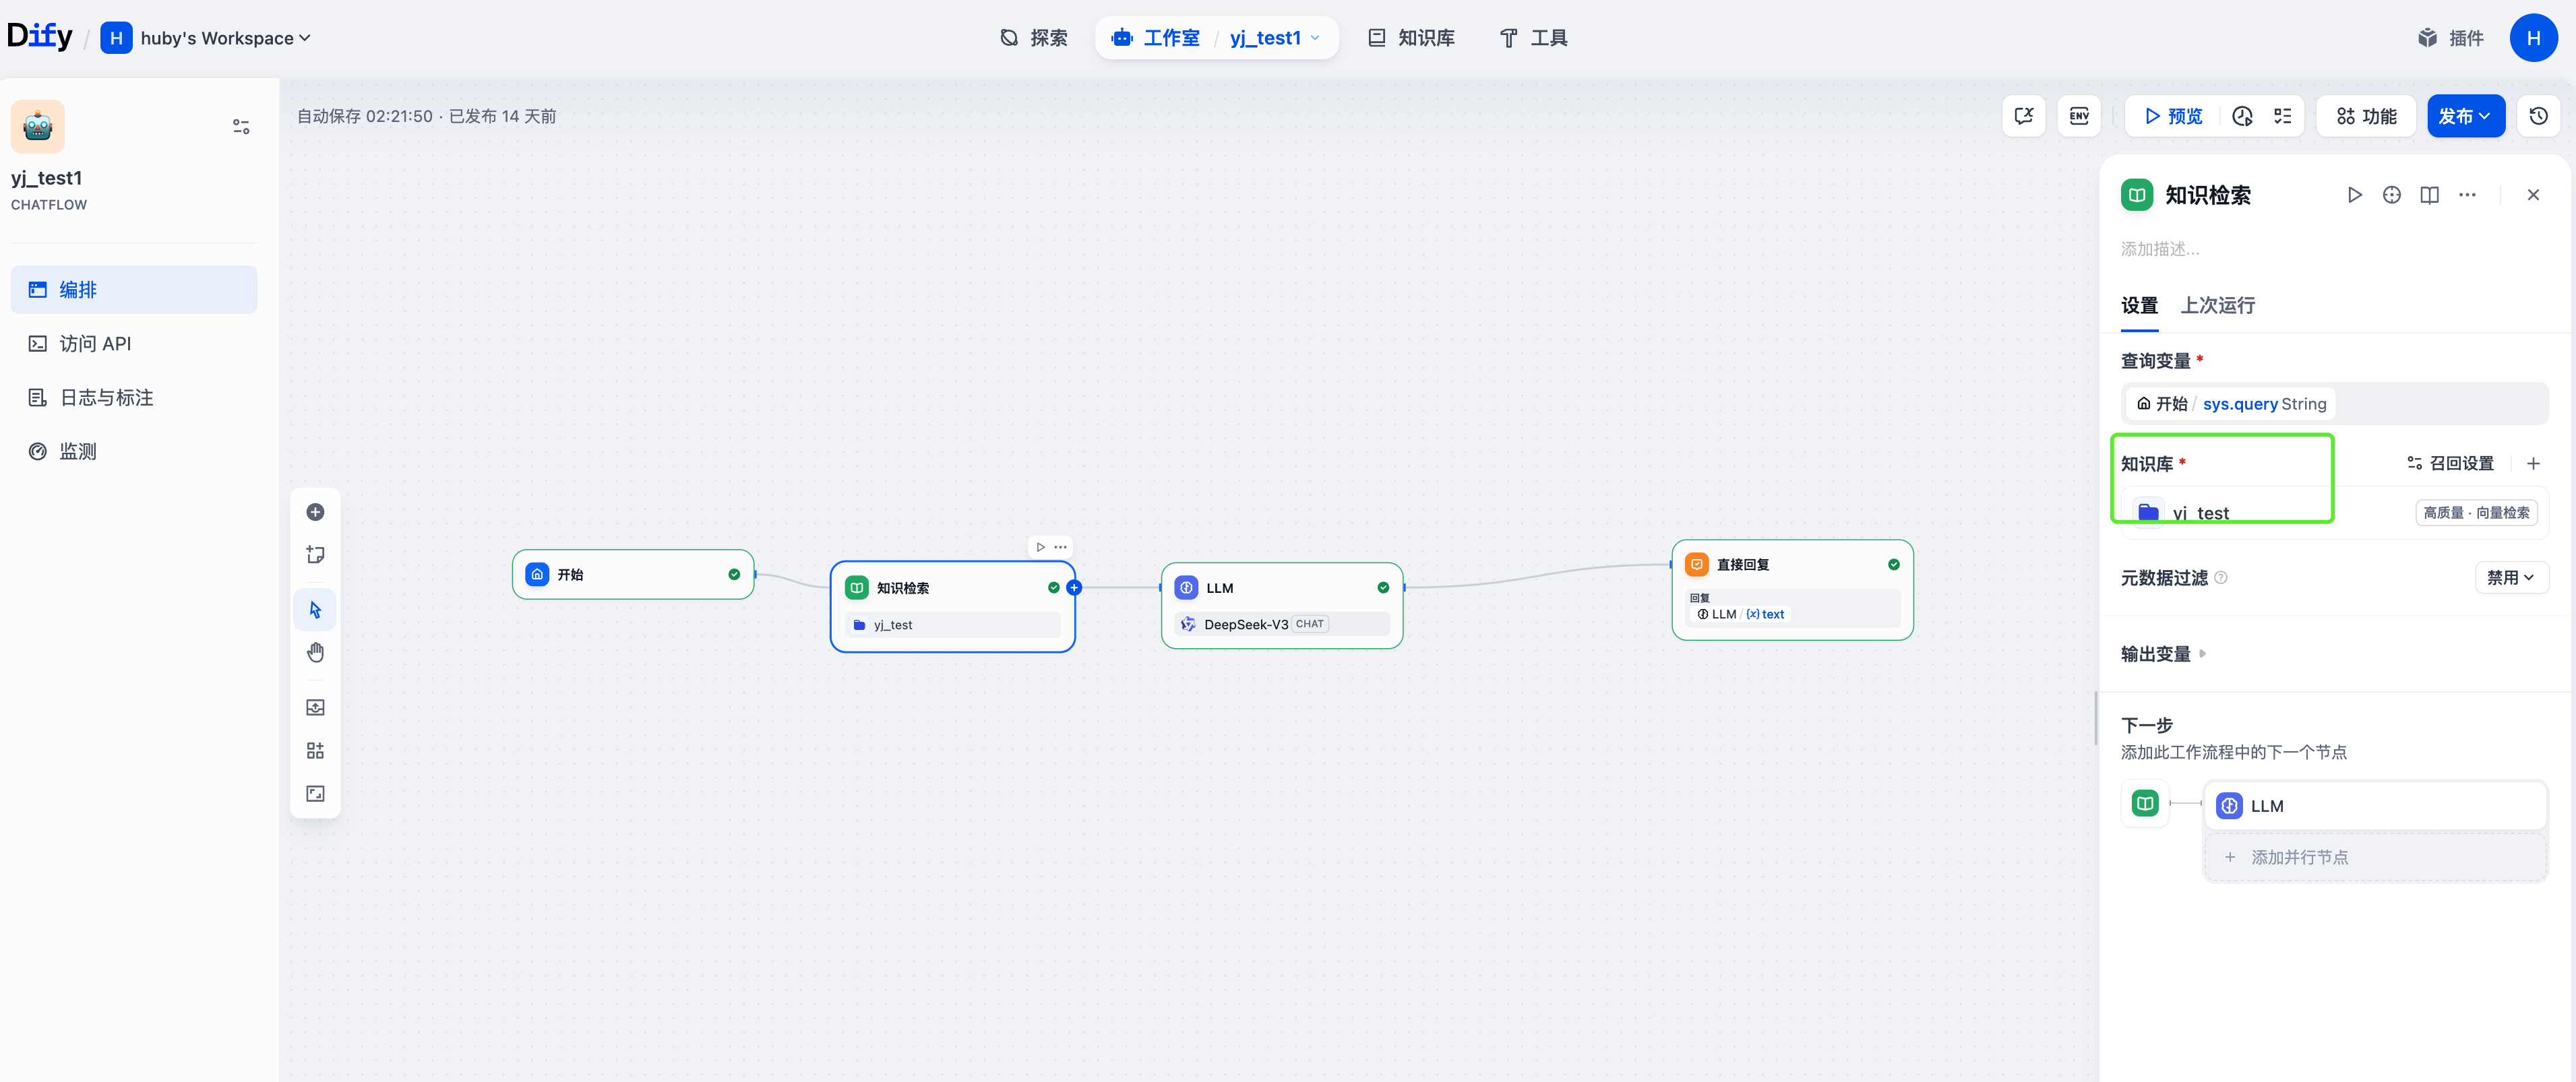 Dify / H huby's Workspace
探索
工作室 / yj_test1
知识库
工具
插件
H
yj_test1
CHATFLOW
编排
访问 API
日志与标注
监测
自动保存 02:21:50 · 已发布 14 天前
ENV
预览
功能
发布
开始
知识检索
yj_test
LLM
DeepSeek-V3 CHAT
直接回复
回复
LLM / {x} text
知识检索
添加描述...
设置 上次运行
查询变量 *
开始 / sys.query String
知识库 * 召回设置
yj_test 高质量 · 向量检索
元数据过滤 禁用
输出变量
下一步
添加此工作流程中的下一个节点
LLM
添加并行节点